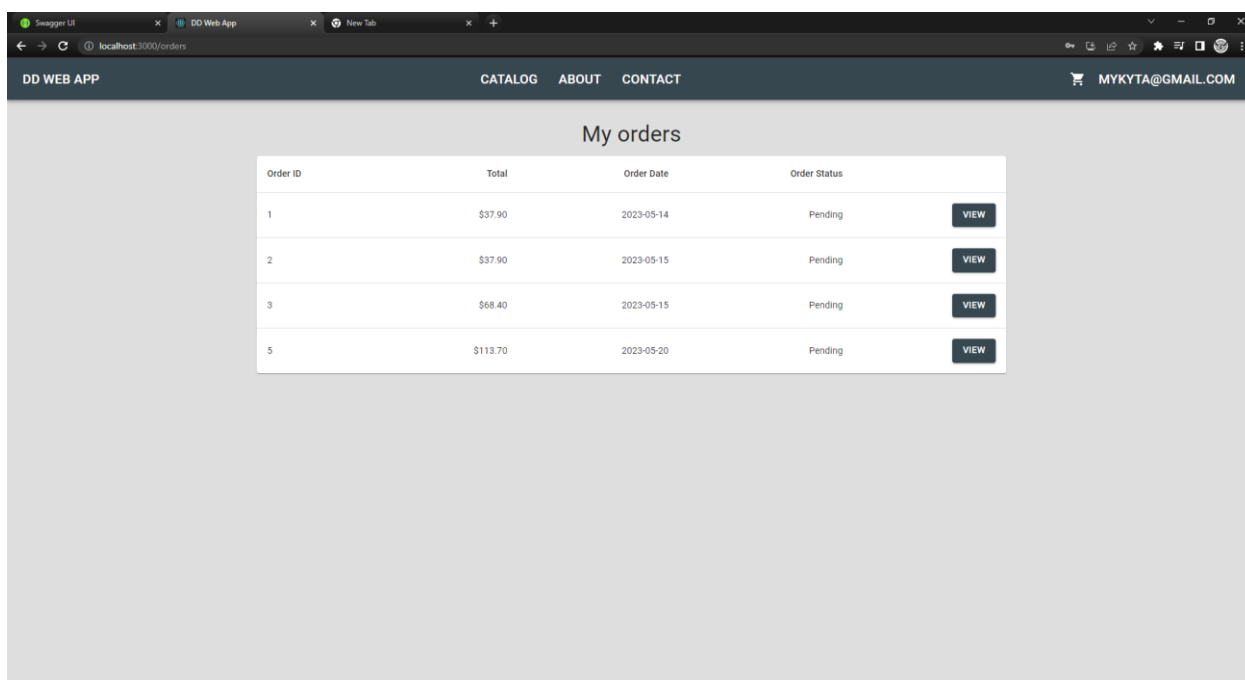 Swagger UI DD Web App New Tab
localhost:3000/orders
DD WEB APP CATALOG ABOUT CONTACT MYKYTA@GMAIL.COM
My orders
Order ID Total Order Date Order Status
1 $37.90 2023-05-14 Pending VIEW
2 $37.90 2023-05-15 Pending VIEW
3 $68.40 2023-05-15 Pending VIEW
5 $113.70 2023-05-20 Pending VIEW